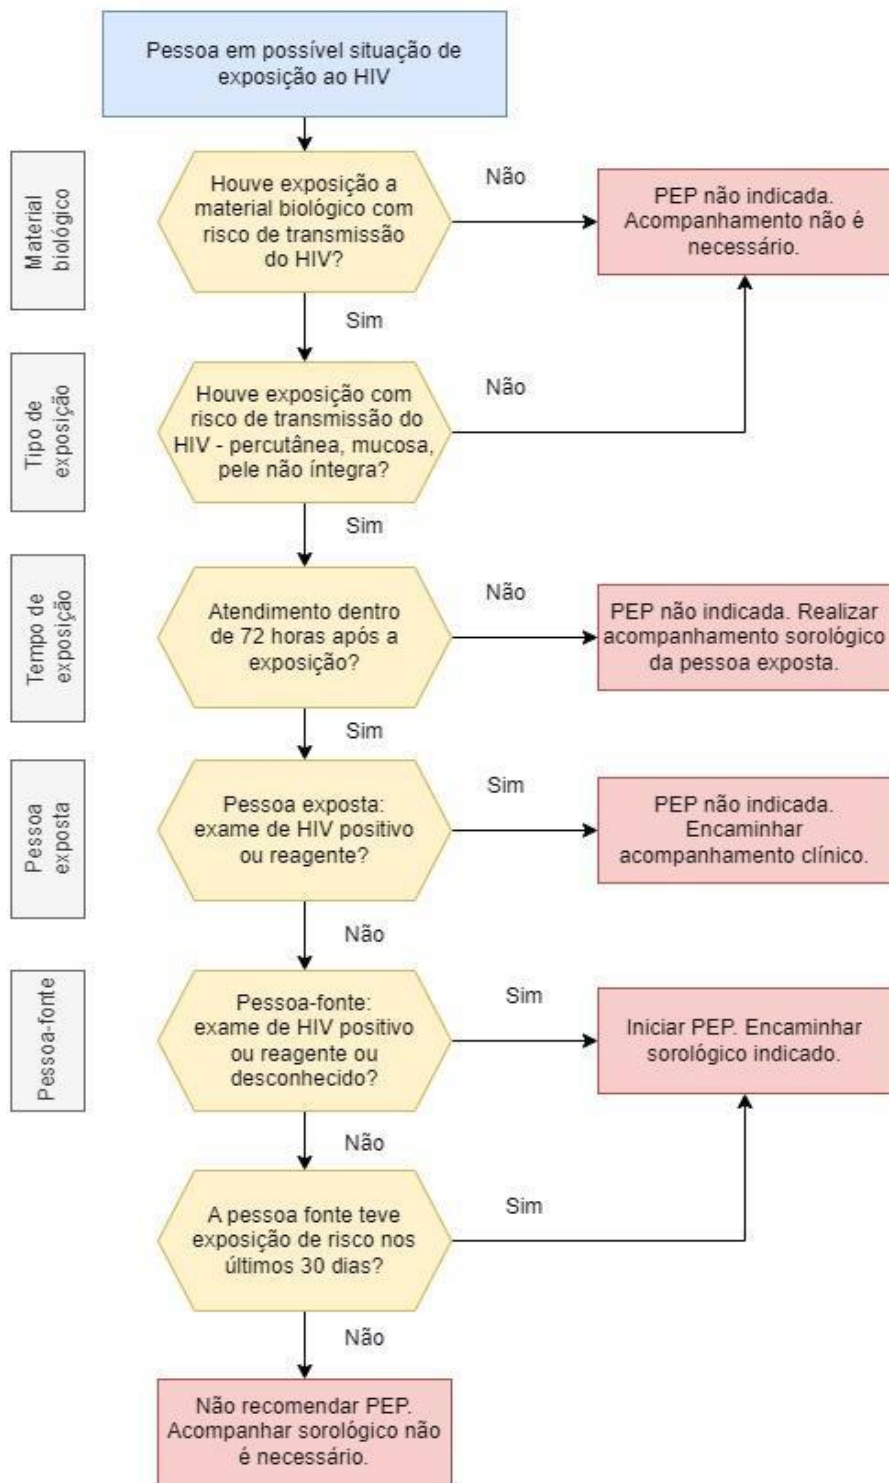 Pessoa em possível situação de
exposição ao HIV
Material
biológico
Houve exposição a
material biológico com
risco de transmissão
do HIV?
Não
PEP não indicada.
Acompanhamento não é
necessário.
Sim
Tipo de
exposição
Houve exposição com
risco de transmissão do
HIV - percutânea, mucosa,
pele não íntegra?
Não
Sim
Tempo de
exposição
Atendimento dentro
de 72 horas após a
exposição?
Não
PEP não indicada. Realizar
acompanhamento sorológico
da pessoa exposta.
Sim
Pessoa
exposta
Pessoa exposta:
exame de HIV positivo
ou reagente?
Sim
PEP não indicada.
Encaminhar
acompanhamento clínico.
Não
Pessoa-fonte
Pessoa-fonte:
exame de HIV positivo
ou reagente ou
desconhecido?
Sim
Iniciar PEP. Encaminhar
sorológico indicado.
Não
A pessoa fonte teve
exposição de risco nos
últimos 30 dias?
Sim
Não
Não recomendar PEP.
Acompanhar sorológico não
é necessário.